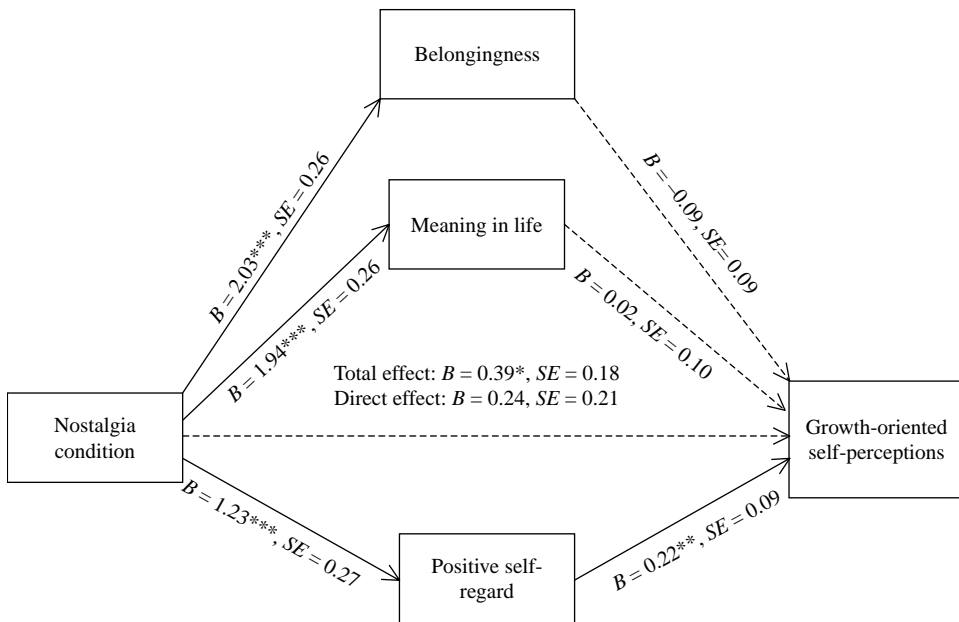 Belongingness
B = 2.03***, SE = 0.26
B = –0.09, SE = 0.09
Meaning in life
B = 1.94***, SE = 0.26
B = 0.02, SE = 0.10
Total effect: B = 0.39*, SE = 0.18
Direct effect: B = 0.24, SE = 0.21
Nostalgia
condition
Growth-oriented
self-perceptions
B = 1.23***, SE = 0.27
B = 0.22**, SE = 0.09
Positive self-
regard